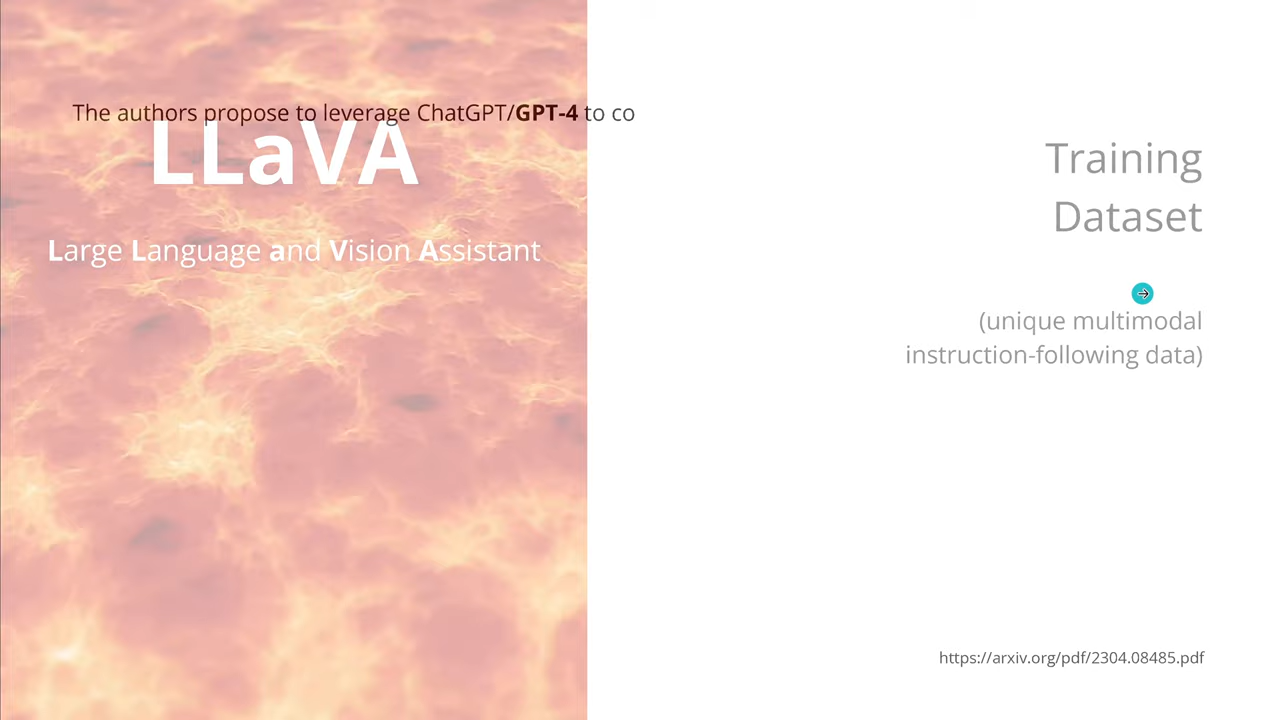 The authors propose to leverage ChatGPT/GPT-4 to co
LLaVA
Large Language and Vision Assistant
Training
Dataset
(unique multimodal
instruction-following data)
https://arxiv.org/pdf/2304.08485.pdf